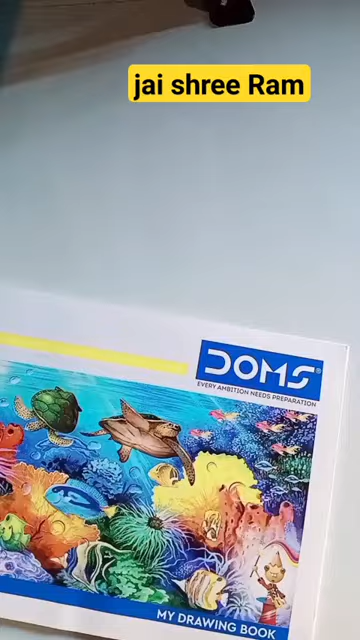 jai shree Ram
DOMS
EVERY AMBITION NEEDS PREPARATION
MY DRAWING BOOK